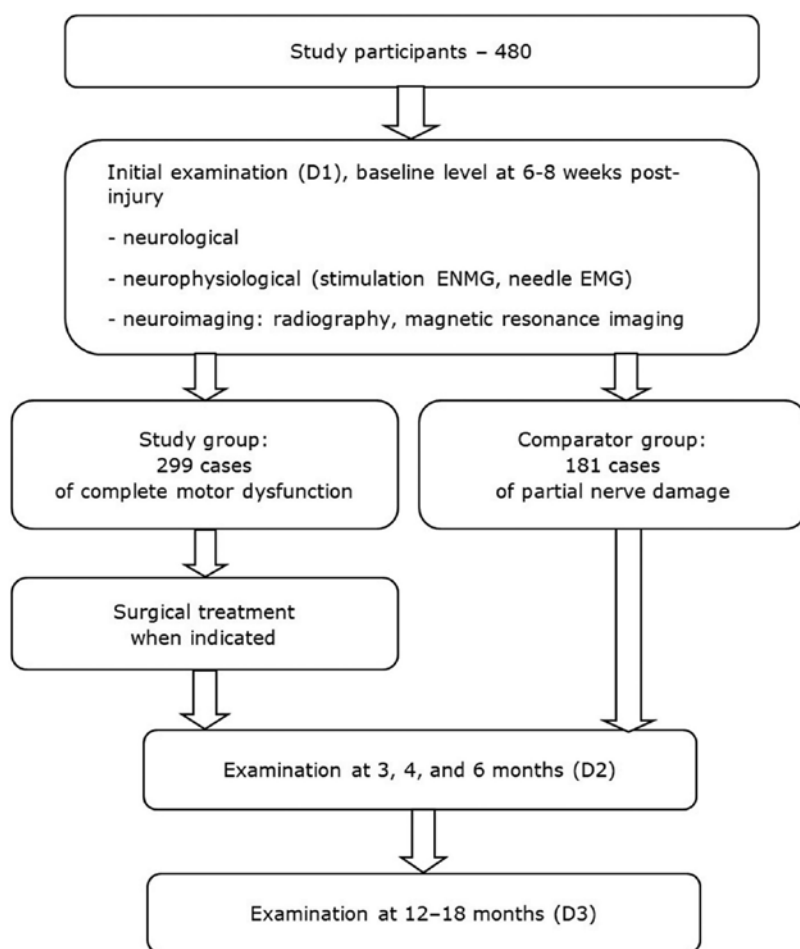 Study participants – 480
Initial examination (D1), baseline level at 6-8 weeks post-
injury
- neurological
- neurophysiological (stimulation ENMG, needle EMG)
- neuroimaging: radiography, magnetic resonance imaging
Study group:
299 cases
of complete motor dysfunction
Comparator group:
181 cases
of partial nerve damage
Surgical treatment
when indicated
Examination at 3, 4, and 6 months (D2)
Examination at 12–18 months (D3)